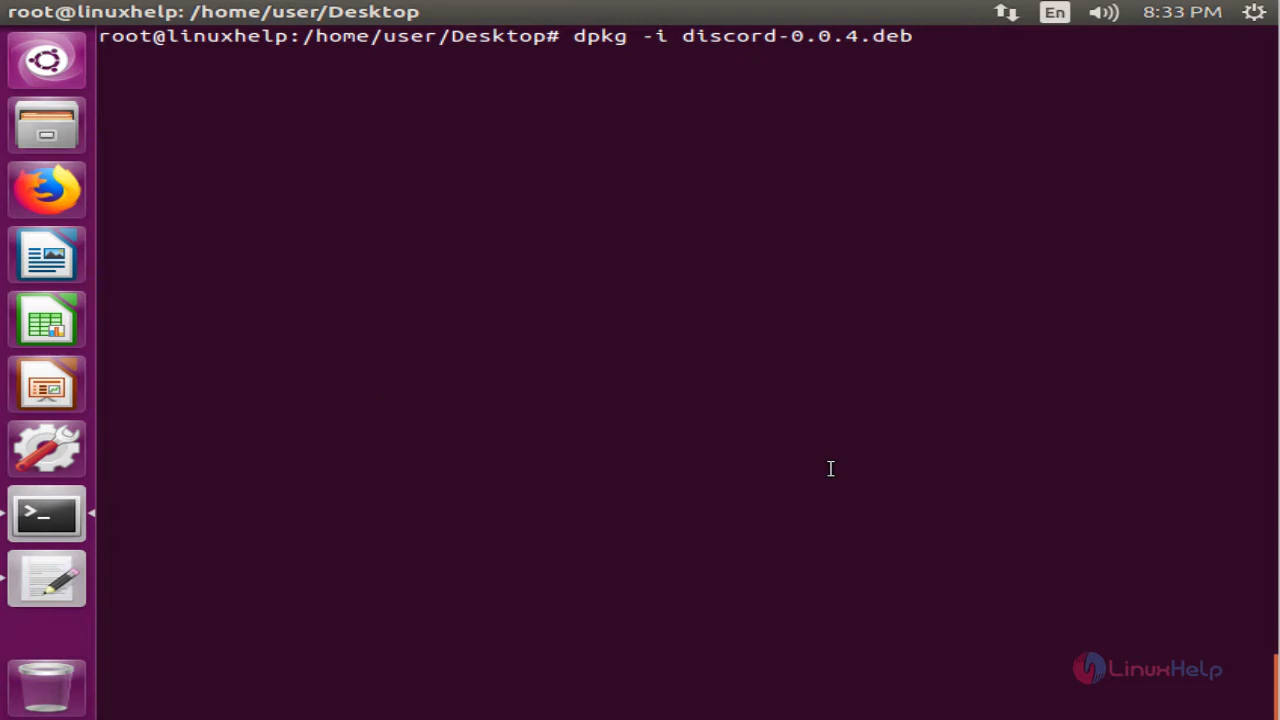 root@linuxhelp: /home/user/Desktop
En
8:33 PM
root@linuxhelp:/home/user/Desktop# dpkg -i discord-0.0.4.deb
>_
LinuxHelp